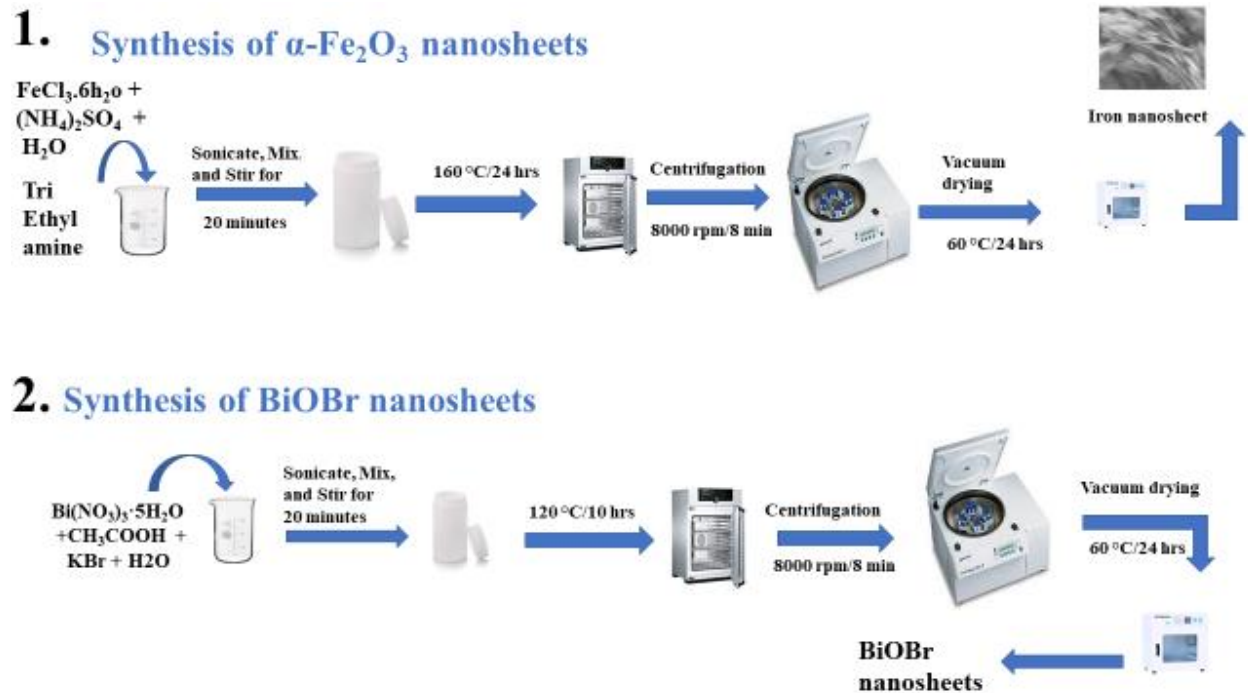 1. Synthesis of α-Fe₂O₃ nanosheets
FeCl₃.6h₂o +
(NH₄)₂SO₄ +
H₂O
Tri
Ethyl
amine
Sonicate, Mix
and Stir for
20 minutes
160 °C/24 hrs
Centrifugation
8000 rpm/8 min
Vacuum
drying
60 °C/24 hrs
Iron nanosheet
2. Synthesis of BiOBr nanosheets
Bi(NO₃)₃·5H₂O
+CH₃COOH +
KBr + H2O
Sonicate, Mix,
and Stir for
20 minutes
120 °C/10 hrs
Centrifugation
8000 rpm/8 min
Vacuum drying
60 °C/24 hrs
BiOBr
nanosheets